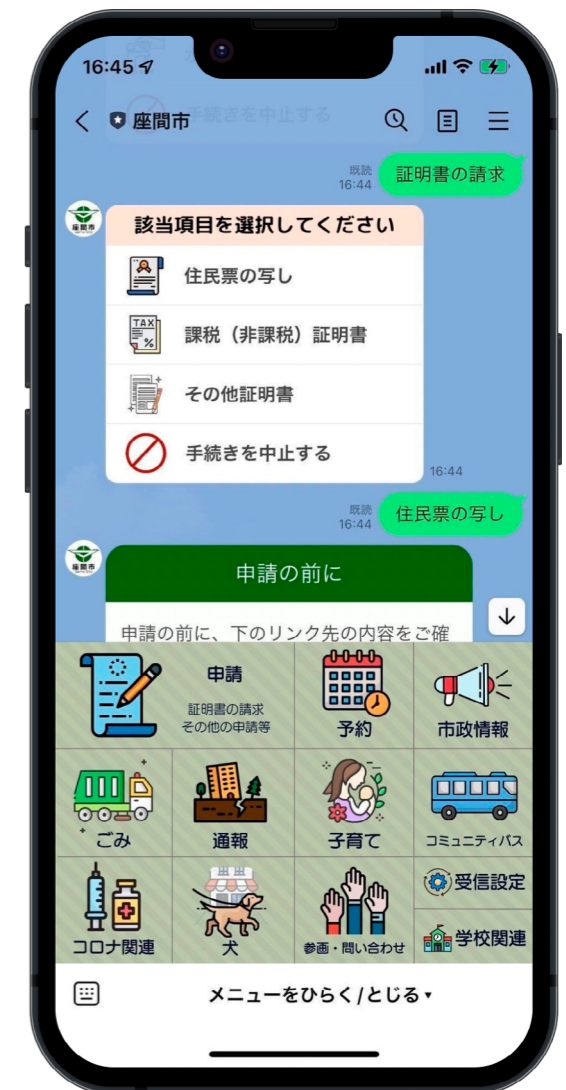 16:45
座間市
手続きを中止する
既読
16:44
証明書の請求
座間市
該当項目を選択してください
住民票の写し
TAX
%
課税（非課税）証明書
その他証明書
手続きを中止する
16:44
既読
16:44
住民票の写し
座間市
申請の前に
申請の前に、下のリンク先の内容をご確
申請
証明書の請求
その他の申請等
予約
市政情報
ごみ
通報
子育て
コミュニティバス
コロナ関連
犬
参画・問い合わせ
受信設定
学校関連
メニューをひらく/とじる▼